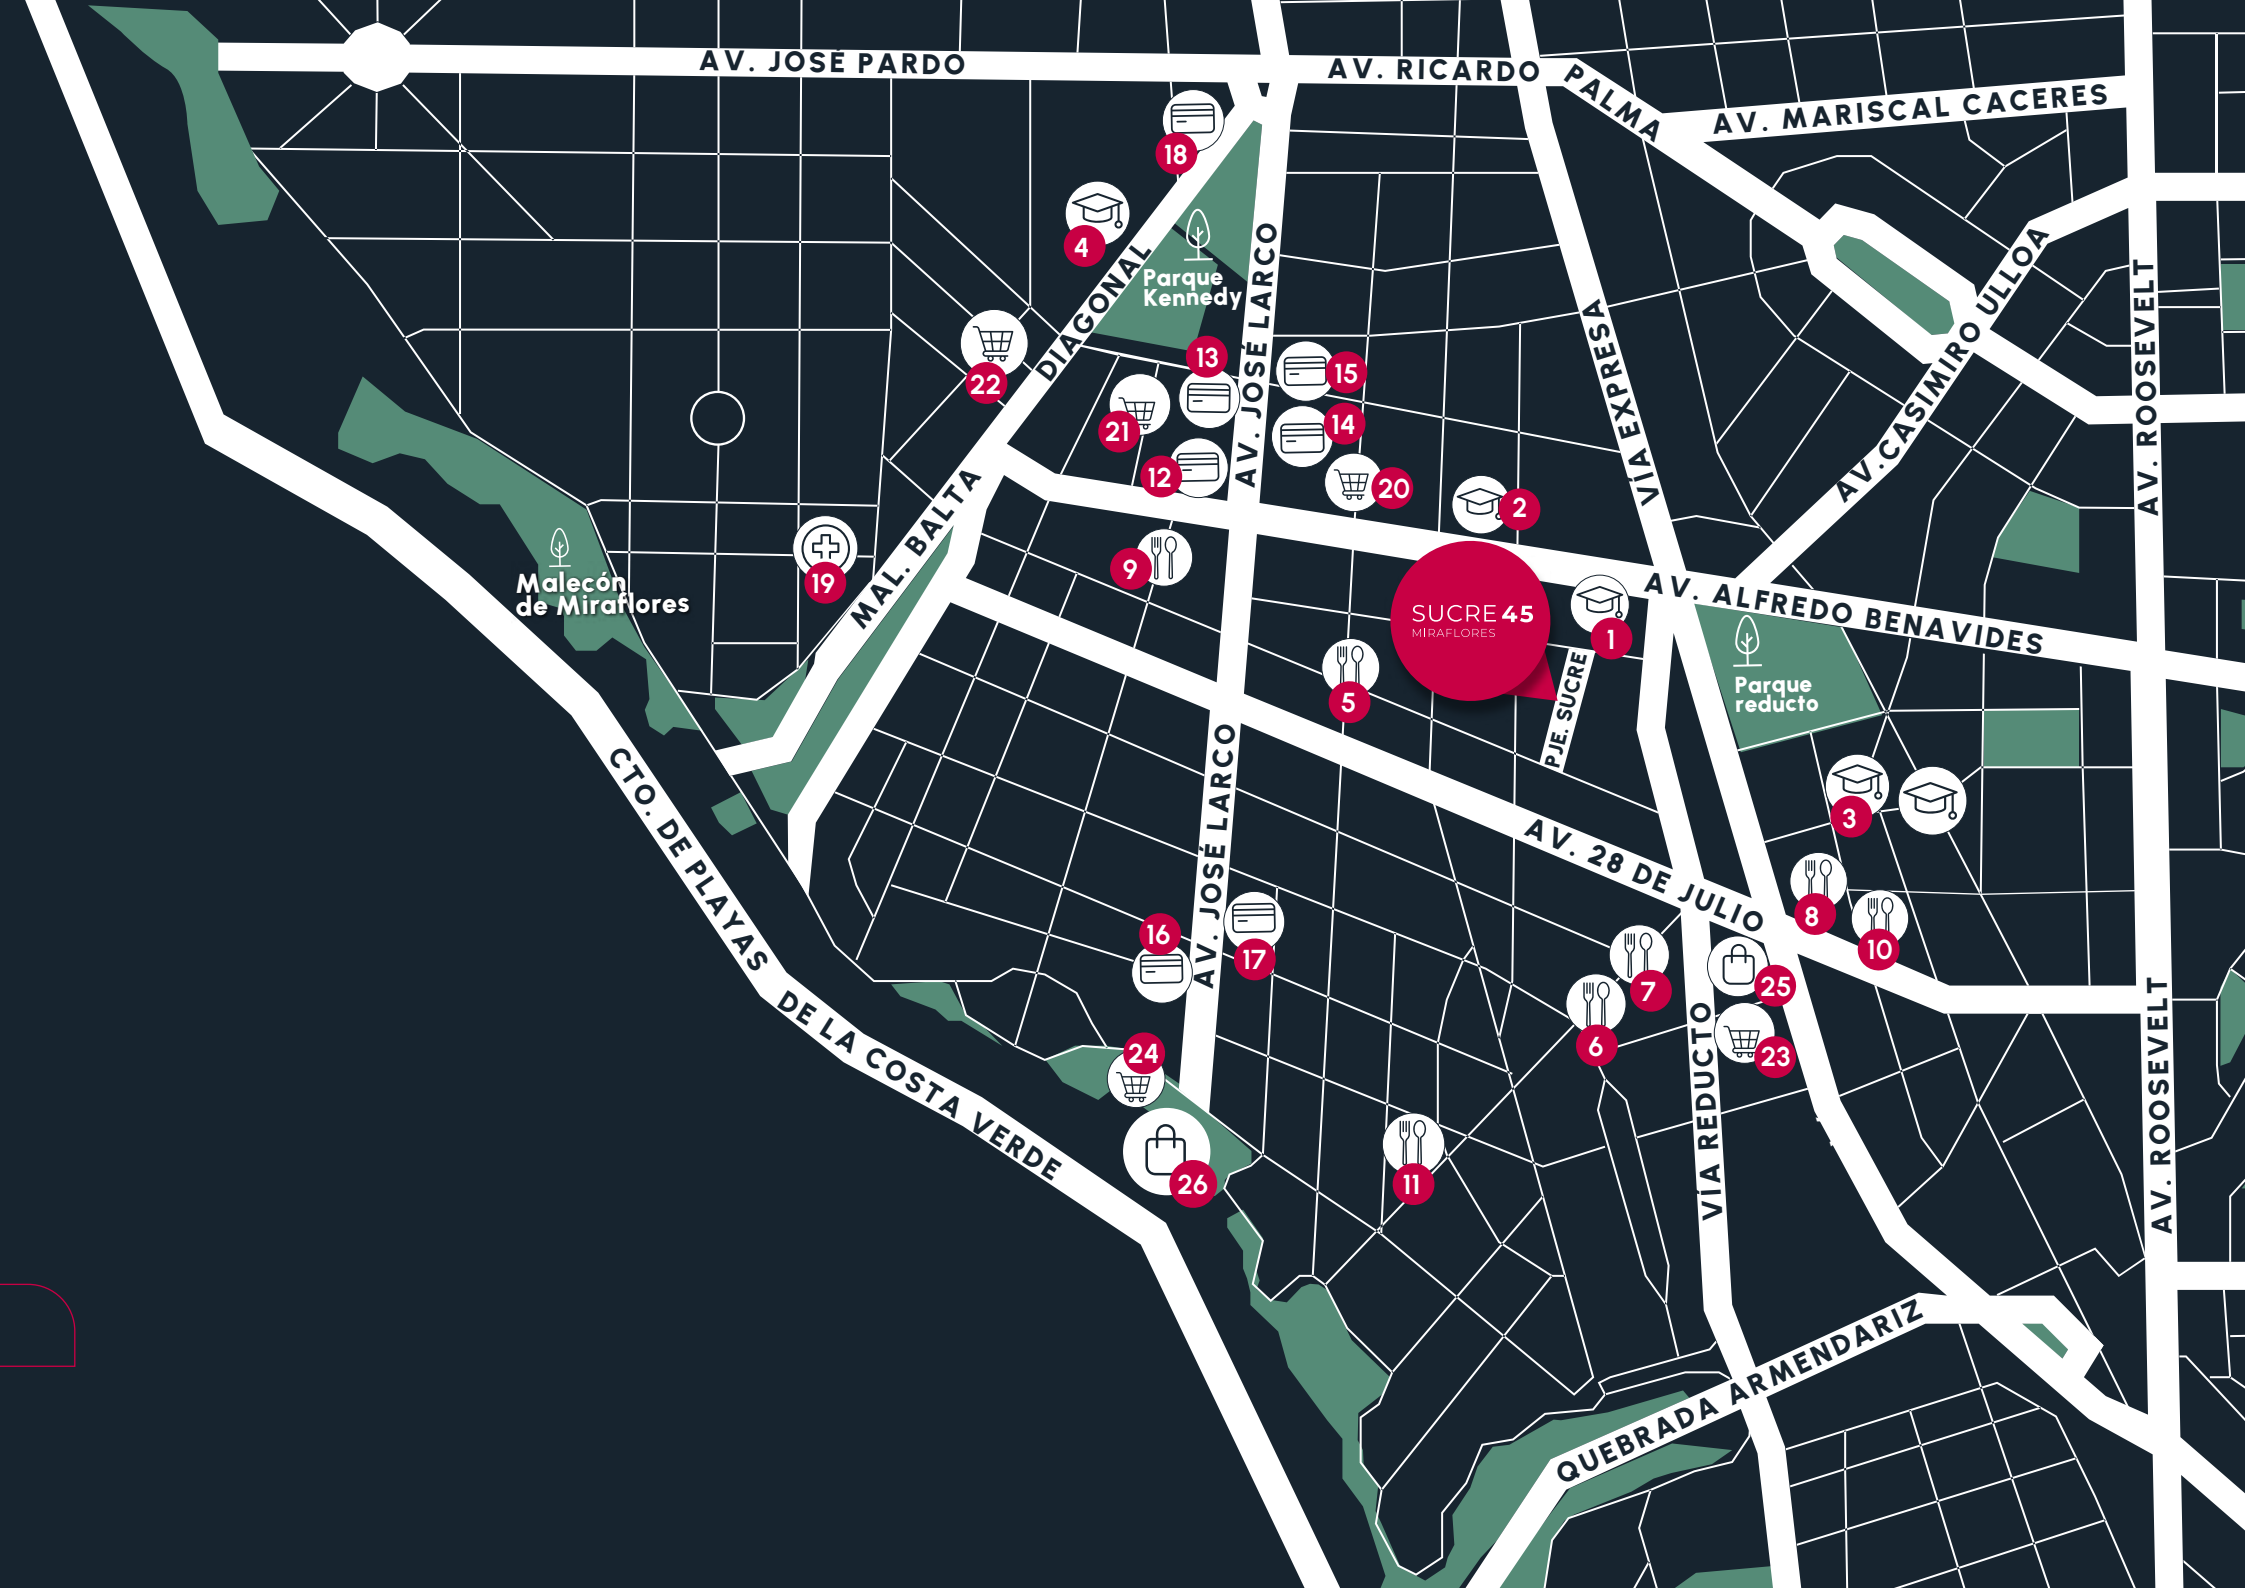 AV. JOSÉ PARDO
AV. RICARDO
PALMA
AV. MARISCAL CACERES
18
4
Parque
Kennedy
DIAGONAL
AV. JOSÉ LARCO
VÍA EXPRESA
AV.CASIMIRO ULLOA
AV. ROOSEVELT
22
13
15
21
14
12
20
2
MAL. BALTA
9
19
Malecón
de Miraflores
SUCRE 45
MIRAFLORES
1
AV. ALFREDO BENAVIDES
5
PJE. SUCRE
Parque
reducto
CTO. DE PLAYAS
DE LA COSTA VERDE
AV. JOSÉ LARCO
AV. 28 DE JULIO
3
8
10
16
17
7
25
6
23
24
26
11
VÍA REDUCTO
AV. ROOSEVELT
QUEBRADA ARMENDARIZ